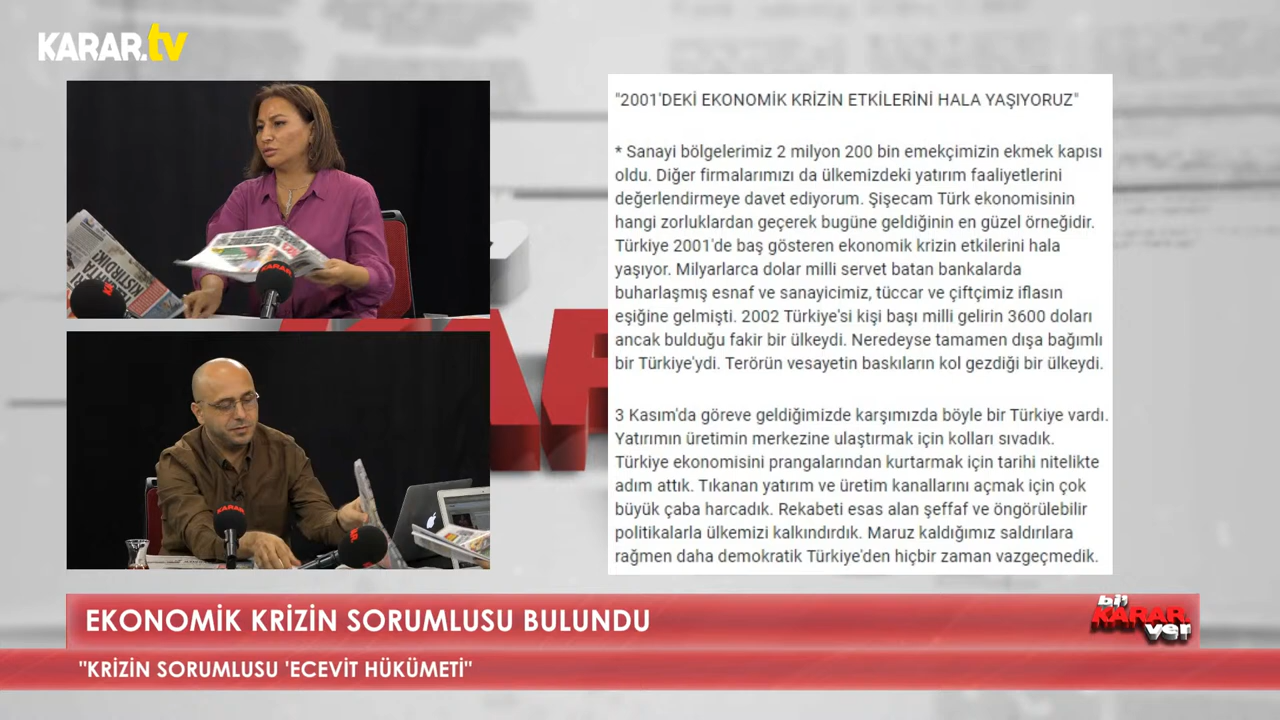 KARAR.tv
"2001'DEKİ EKONOMİK KRİZİN ETKİLERİNİ HALA YAŞIYORUZ"
* Sanayi bölgelerimiz 2 milyon 200 bin emekçimizin ekmek kapısı
oldu. Diğer firmalarımızı da ülkemizdeki yatırım faaliyetlerini
değerlendirmeye davet ediyorum. Şişecam Türk ekonomisinin
hangi zorluklardan geçerek bugüne geldiğinin en güzel örneğidir.
Türkiye 2001'de baş gösteren ekonomik krizin etkilerini hala
yaşıyor. Milyarlarca dolar milli servet batan bankalarda
buharlaşmış esnaf ve sanayicimiz, tüccar ve çiftçimiz iflasın
eşiğine gelmişti. 2002 Türkiye'si kişi başı milli gelirin 3600 doları
ancak bulduğu fakir bir ülkeydi. Neredeyse tamamen dışa bağımlı
bir Türkiye'ydi. Terörün vesayetin baskıların kol gezdiği bir ülkeydi.
3 Kasım'da göreve geldiğimizde karşımızda böyle bir Türkiye vardı.
Yatırımın üretimin merkezine ulaştırmak için kolları sıvadık.
Türkiye ekonomisini prangalarından kurtarmak için tarihi nitelikte
adım attık. Tıkanan yatırım ve üretim kanallarını açmak için çok
büyük çaba harcadık. Rekabeti esas alan şeffaf ve öngörülebilir
politikalarla ülkemizi kalkındırdık. Maruz kaldığımız saldırılara
rağmen daha demokratik Türkiye'den hiçbir zaman vazgeçmedik.
KARAR
KARAR
EKONOMİK KRİZİN SORUMLUSU BULUNDU
bi'
KARAR
ver
"KRİZİN SORUMLUSU 'ECEVİT HÜKÜMETİ"